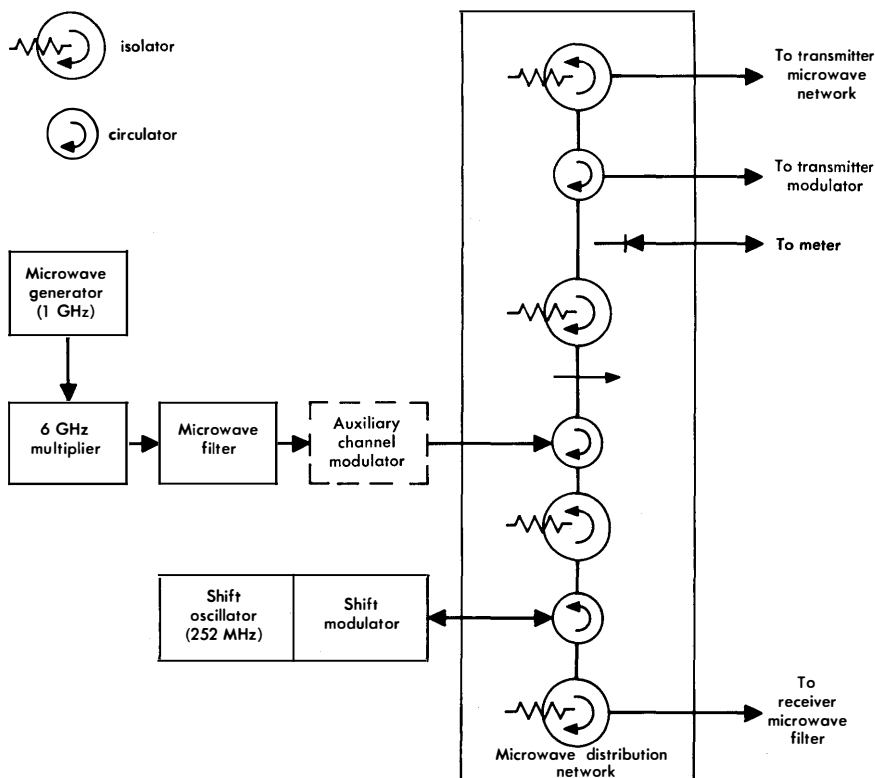 isolator
circulator
To transmitter
microwave
network
To transmitter
modulator
To meter
Microwave
generator
(1 GHz)
6 GHz
multiplier
Microwave
filter
Auxiliary
channel
modulator
Shift
oscillator
(252 MHz)
Shift
modulator
To
receiver
microwave
filter
Microwave distribution
network